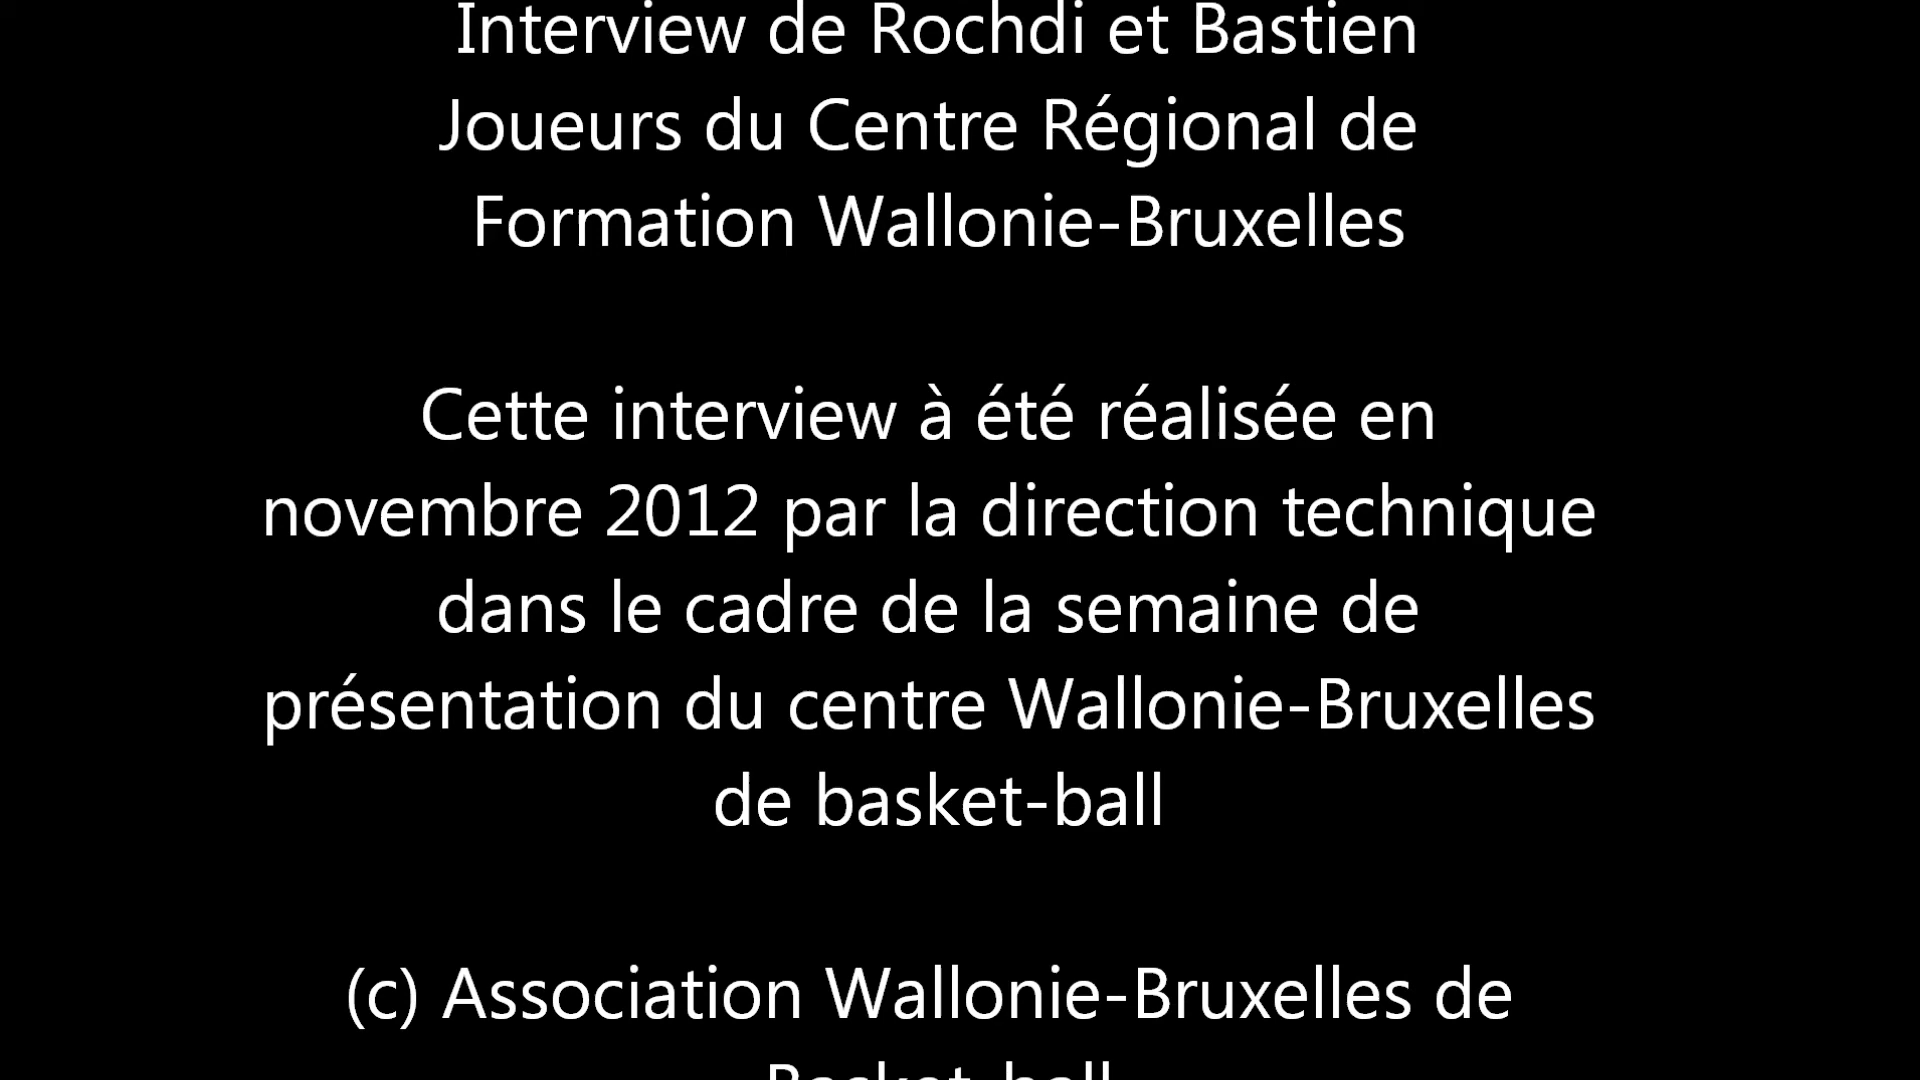 Interview de Rochdi et Bastien
Joueurs du Centre Régional de
Formation Wallonie-Bruxelles
Cette interview à été réalisée en
novembre 2012 par la direction technique
dans le cadre de la semaine de
présentation du centre Wallonie-Bruxelles
de basket-ball
(c) Association Wallonie-Bruxelles de
Basket-ball